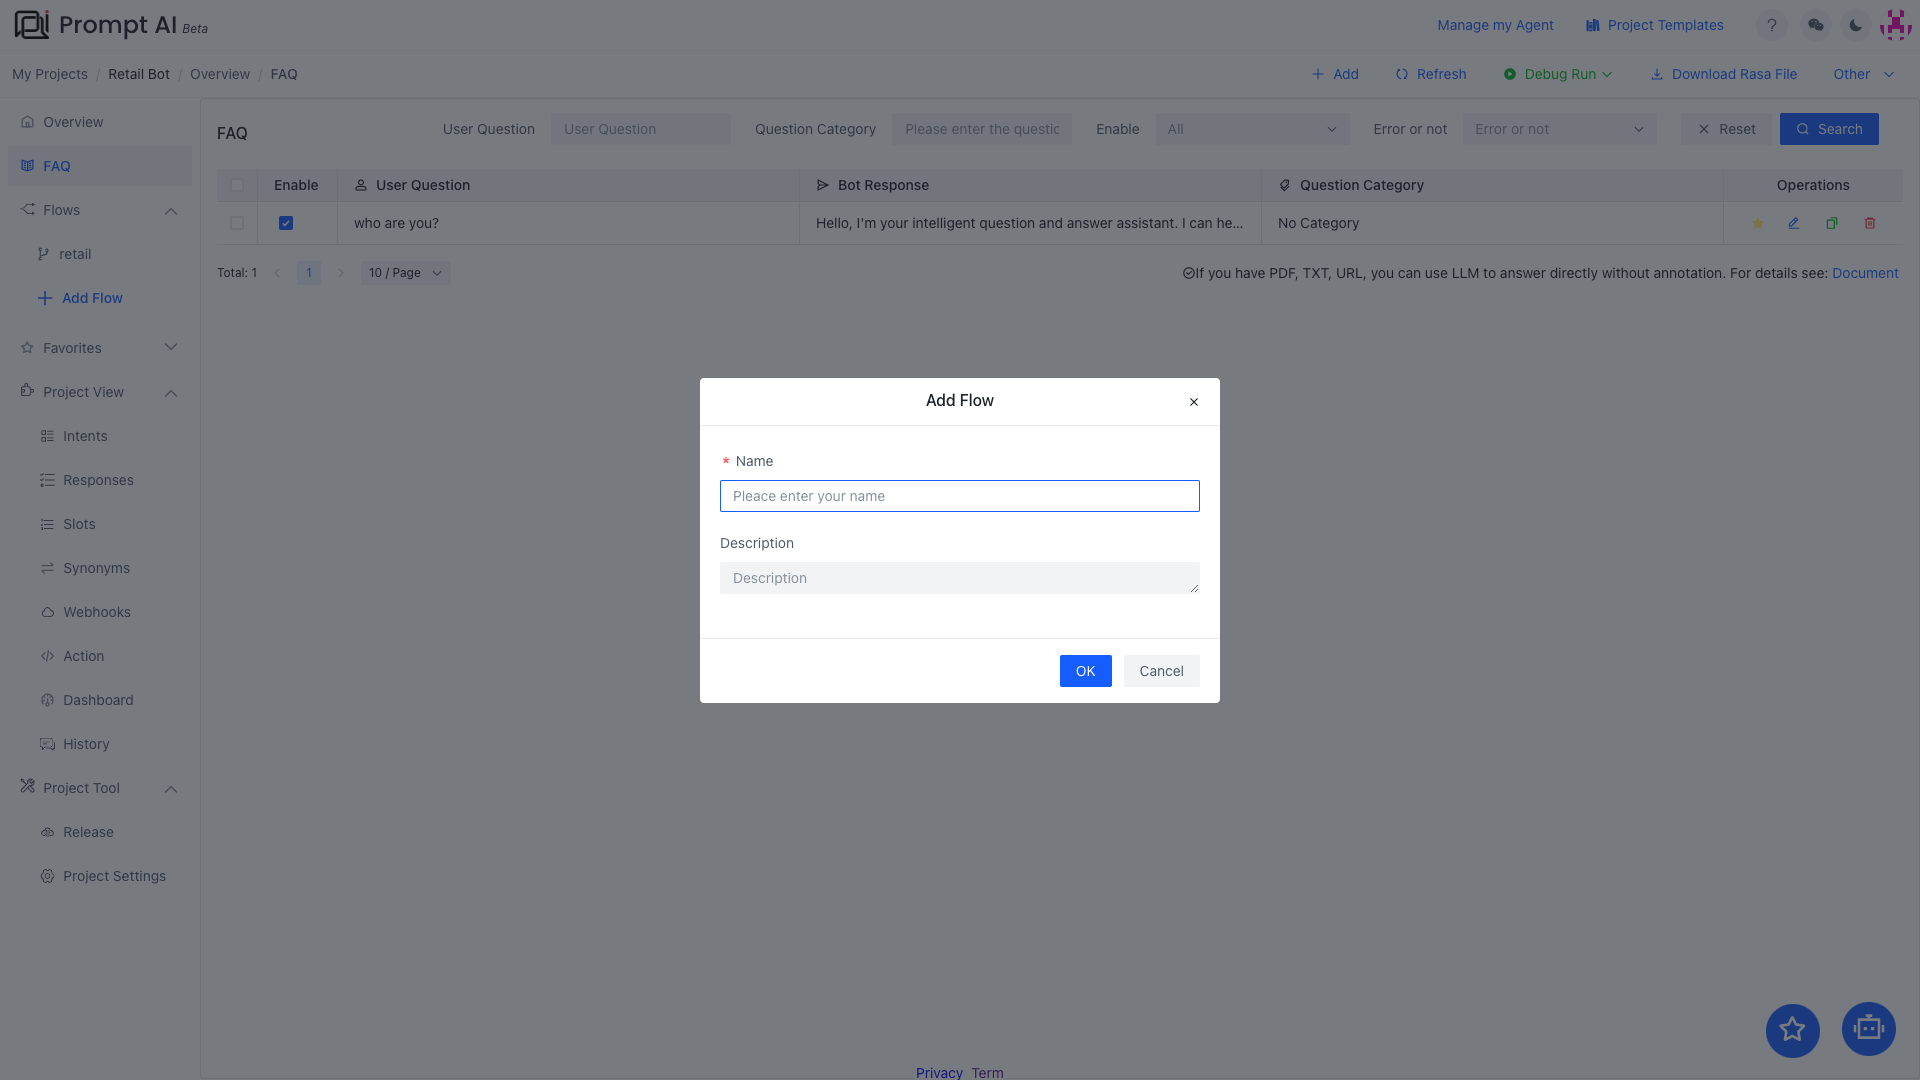 Prompt AI Beta
Manage my Agent
Project Templates
My Projects / Retail Bot / Overview / FAQ
Add
Refresh
Debug Run
Download Rasa File
Other
Overview
FAQ
Flows
retail
Add Flow
Favorites
Project View
Intents
Responses
Slots
Synonyms
Webhooks
Action
Dashboard
History
Project Tool
Release
Project Settings
FAQ
User Question
User Question
Question Category
Please enter the questic
Enable
All
Error or not
Error or not
Reset
Search
Enable
User Question
Bot Response
Question Category
Operations
who are you?
Hello, I'm your intelligent question and answer assistant. I can he...
No Category
Total: 1
1
10 / Page
If you have PDF, TXT, URL, you can use LLM to answer directly without annotation. For details see: Document
Add Flow
* Name
Pleace enter your name
Description
Description
OK
Cancel
Privacy Term